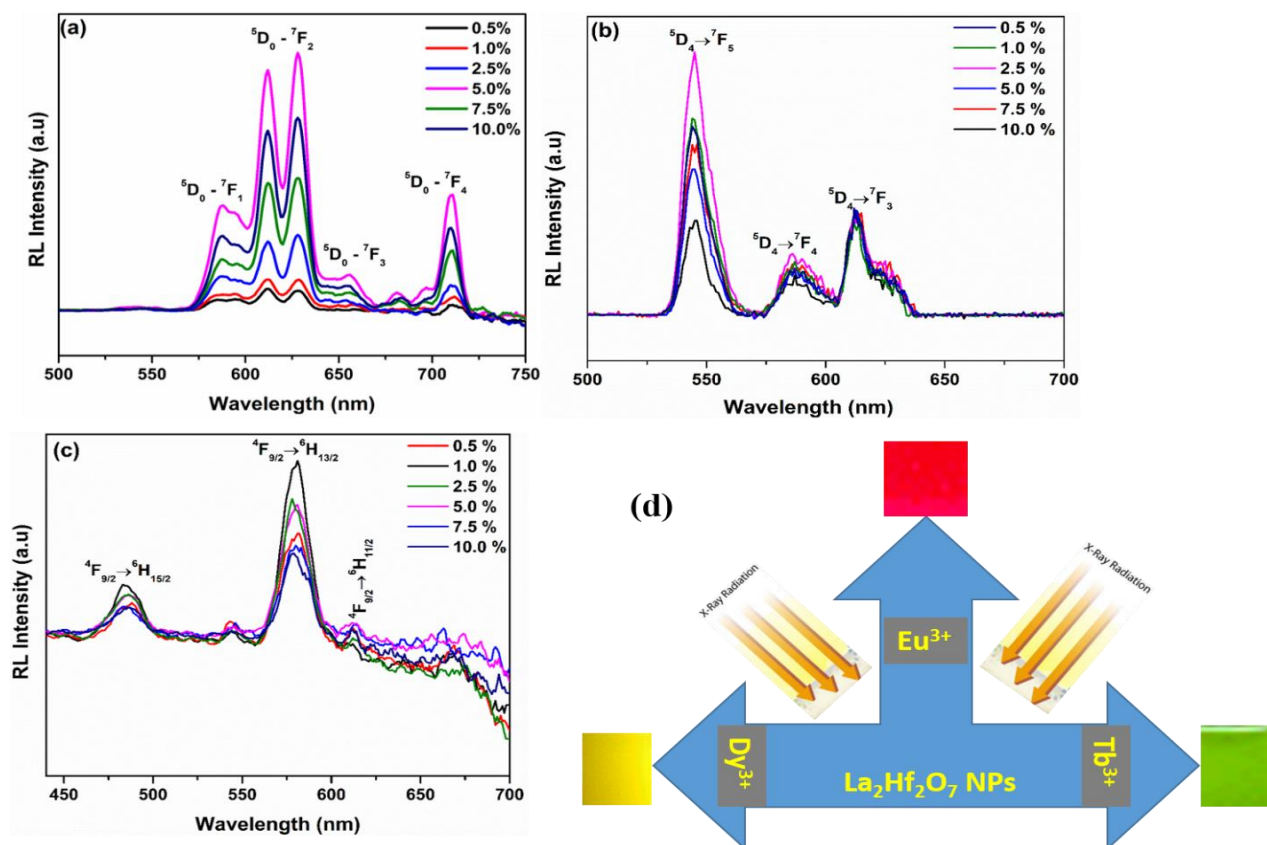 (a)
⁵D₀ - ⁷F₂
0.5%
1.0%
2.5%
5.0%
7.5%
10.0%
⁵D₀ - ⁷F₁
⁵D₀ - ⁷F₄
⁵D₀ - ⁷F₃
RL Intensity (a.u)
500 550 600 650 700 750
Wavelength (nm)
(b)
⁵D₄→⁷F₅
0.5 %
1.0 %
2.5 %
5.0 %
7.5 %
10.0 %
⁵D₄→⁷F₃
⁵D₄→⁷F₄
RL Intensity (a.u)
500 550 600 650 700
Wavelength (nm)
(c)
⁴F₉/₂→⁶H₁₃/₂
0.5 %
1.0 %
2.5 %
5.0 %
7.5 %
10.0 %
⁴F₉/₂→⁶H₁₅/₂
⁴F₉/₂→⁶H₁₁/₂
RL Intensity (a.u)
450 500 550 600 650 700
Wavelength (nm)
(d)
X-Ray Radiation
X-Ray Radiation
Eu³⁺
Dy³⁺
Tb³⁺
La₂Hf₂O₇ NPs